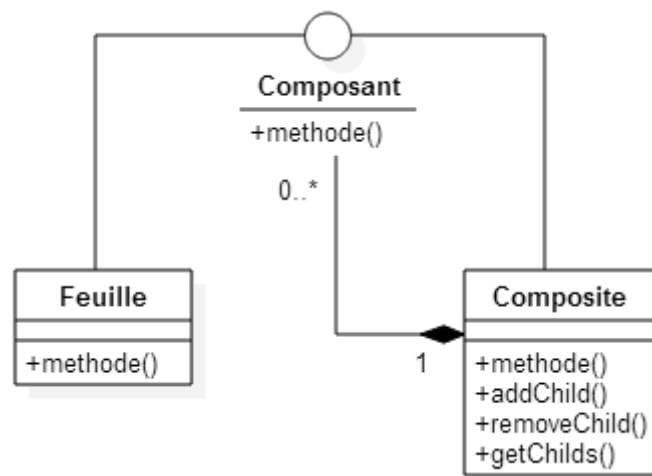 Composant
+methode()
0..*
Feuille
+methode()
1
Composite
+methode()
+addChild()
+removeChild()
+getChilds()